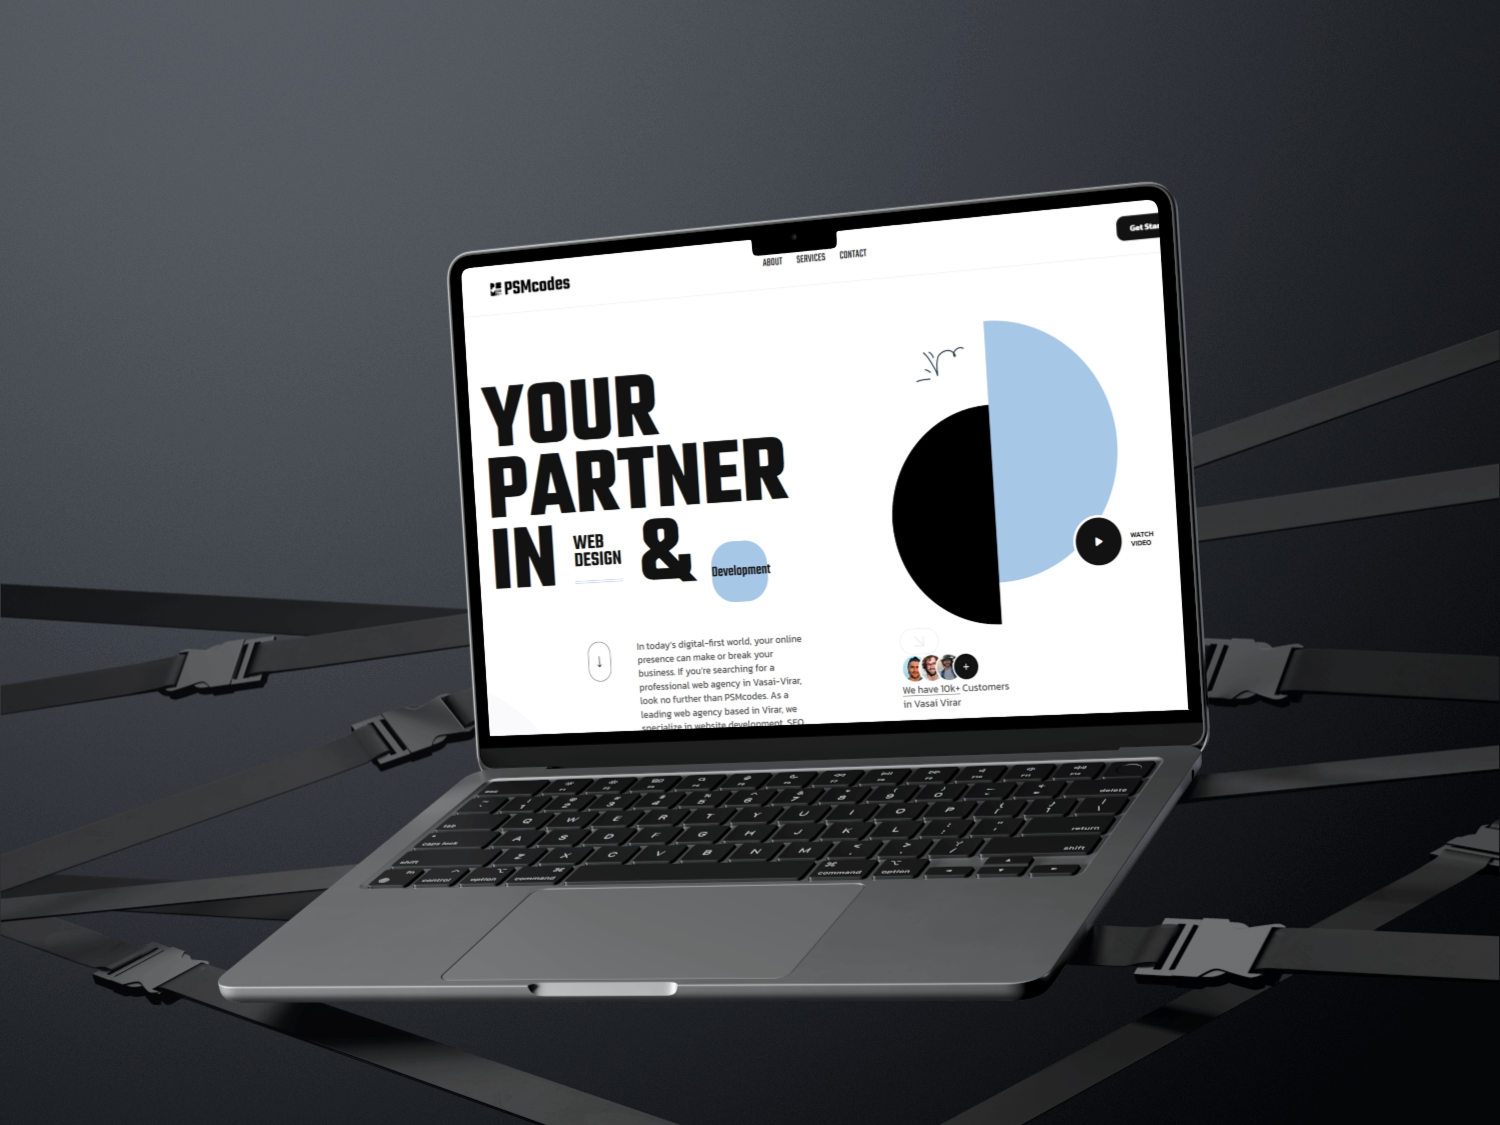 PSMcodes
ABOUT SERVICES CONTACT
Get Star
YOUR
PARTNER
IN WEB DESIGN & Development
WATCH
VIDEO
In today's digital-first world, your online
presence can make or break your
business. If you're searching for a
professional web agency in Vasai-Virar,
look no further than PSMcodes. As a
leading web agency based in Virar, we
specialize in website development, SEO
We have 10k+ Customers
in Vasai Virar
esc
delete
tab Q W E R T Y U I O P
caps lock A S D F G H J K L return
shift Z X C V B N M shift
fn control option command command option